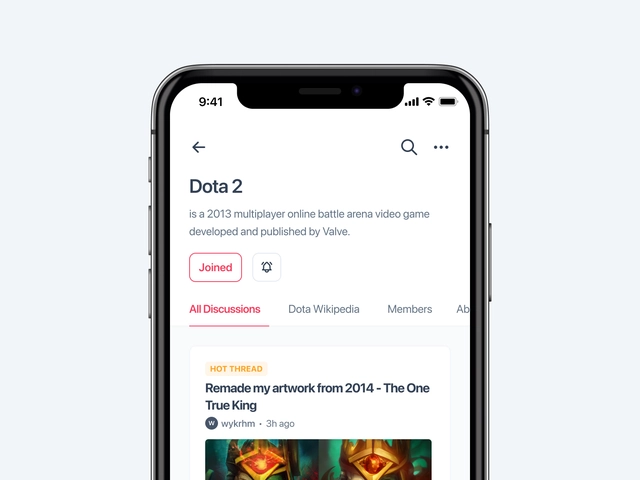 9:41
Dota 2
is a 2013 multiplayer online battle arena video game
developed and published by Valve.
Joined
All Discussions Dota Wikipedia Members Ab
HOT THREAD
Remade my artwork from 2014 - The One
True King
W wykrhm • 3h ago